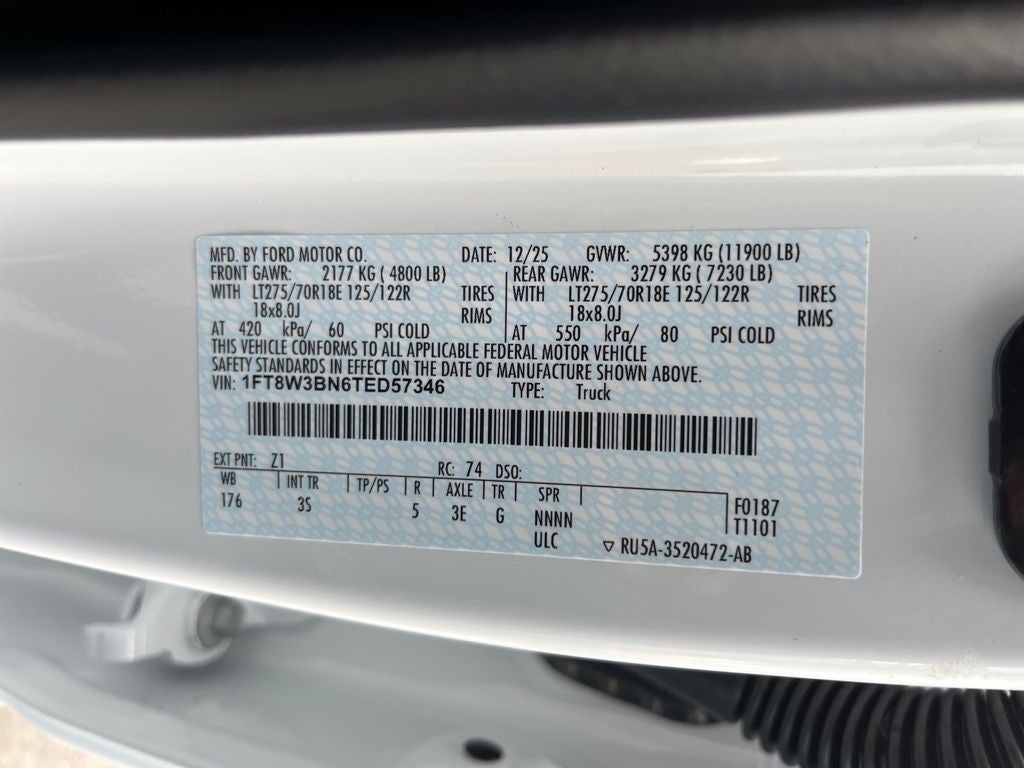 MFD. BY FORD MOTOR CO. DATE: 12/25 GVWR: 5398 KG (11900 LB)
FRONT GAWR: 2177 KG ( 4800 LB) REAR GAWR: 3279 KG ( 7230 LB)
WITH LT275/70R18E 125/122R TIRES WITH LT275/70R18E 125/122R TIRES
18x8.0J RIMS 18x8.0J RIMS
AT 420 kPa/ 60 PSI COLD AT 550 kPa/ 80 PSI COLD
THIS VEHICLE CONFORMS TO ALL APPLICABLE FEDERAL MOTOR VEHICLE
SAFETY STANDARDS IN EFFECT ON THE DATE OF MANUFACTURE SHOWN ABOVE.
VIN: 1FT8W3BN6TED57346 TYPE: Truck
EXT PNT: Z1 RC: 74 DSO:
WB INT TR TP/PS R AXLE TR SPR F0187
176 3S 5 3E G NNNN T1101
ULC ▽ RU5A-3520472-AB